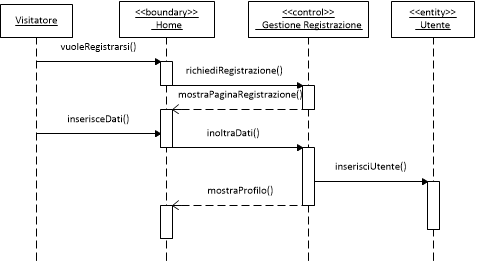 Visitatore
<<boundary>>
Home
<<control>>
Gestione Registrazione
<<entity>>
Utente
vuoleRegistrarsi()
richiediRegistrazione()
mostraPaginaRegistrazione()
inserisceDati()
inoltraDati()
inserisciUtente()
mostraProfilo()